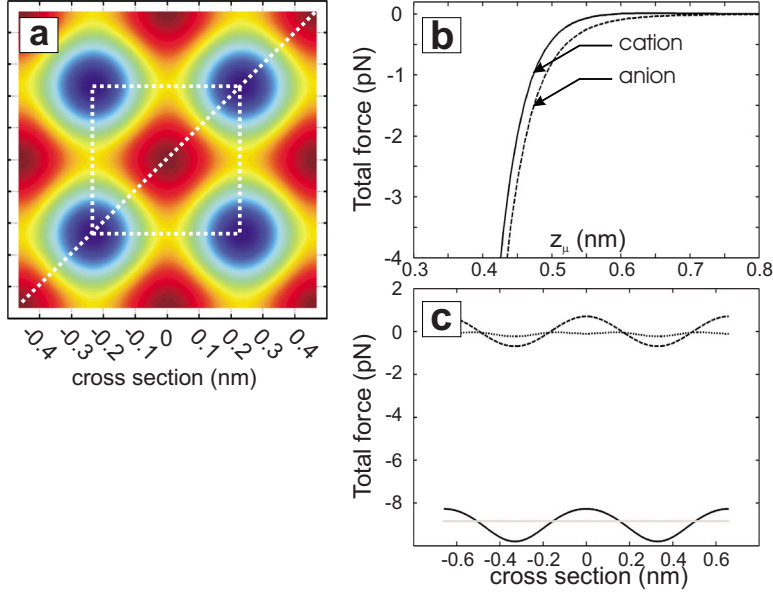 a
-0.4 -0.3 -0.2 -0.1 0 0.1 0.2 0.3 0.4
cross section (nm)
b
Total force (pN)
0
-1
-2
-3
-4
cation
anion
z_μ (nm)
0.3 0.4 0.5 0.6 0.7 0.8
c
Total force (pN)
2
0
-2
-4
-6
-8
-0.6 -0.4 -0.2 0 0.2 0.4 0.6
cross section (nm)